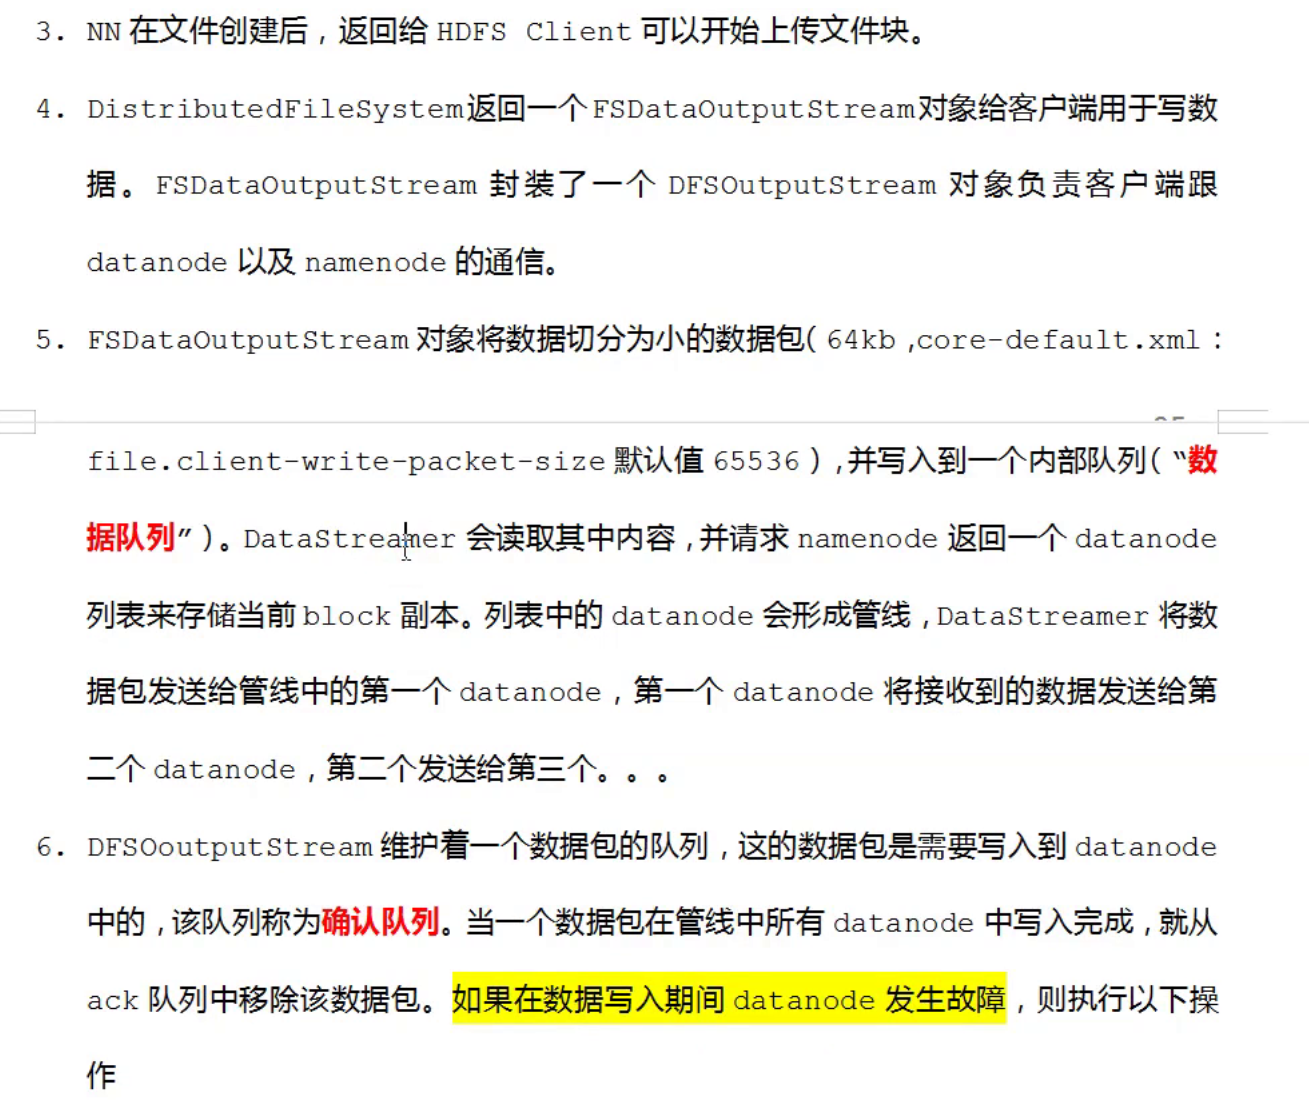 3. NN 在文件创建后，返回给 HDFS Client 可以开始上传文件块。
4. DistributedFileSystem返回一个FSDataOutputStream对象给客户端用于写数
据。FSDataOutputStream 封装了一个 DFSOutputStream 对象负责客户端跟
datanode 以及 namenode 的通信。
5. FSDataOutputStream 对象将数据切分为小的数据包（64kb，core-default.xml：
file.client-write-packet-size 默认值 65536），并写入到一个内部队列（“数
据队列”）。DataStreamer 会读取其中内容，并请求 namenode 返回一个 datanode
列表来存储当前 block 副本。列表中的 datanode 会形成管线，DataStreamer 将数
据包发送给管线中的第一个 datanode，第一个 datanode 将接收到的数据发送给第
二个 datanode，第二个发送给第三个。。。
6. DFSOoutputStream 维护着一个数据包的队列，这的数据包是需要写入到 datanode
中的，该队列称为确认队列。当一个数据包在管线中所有 datanode 中写入完成，就从
ack 队列中移除该数据包。如果在数据写入期间 datanode 发生故障，则执行以下操
作